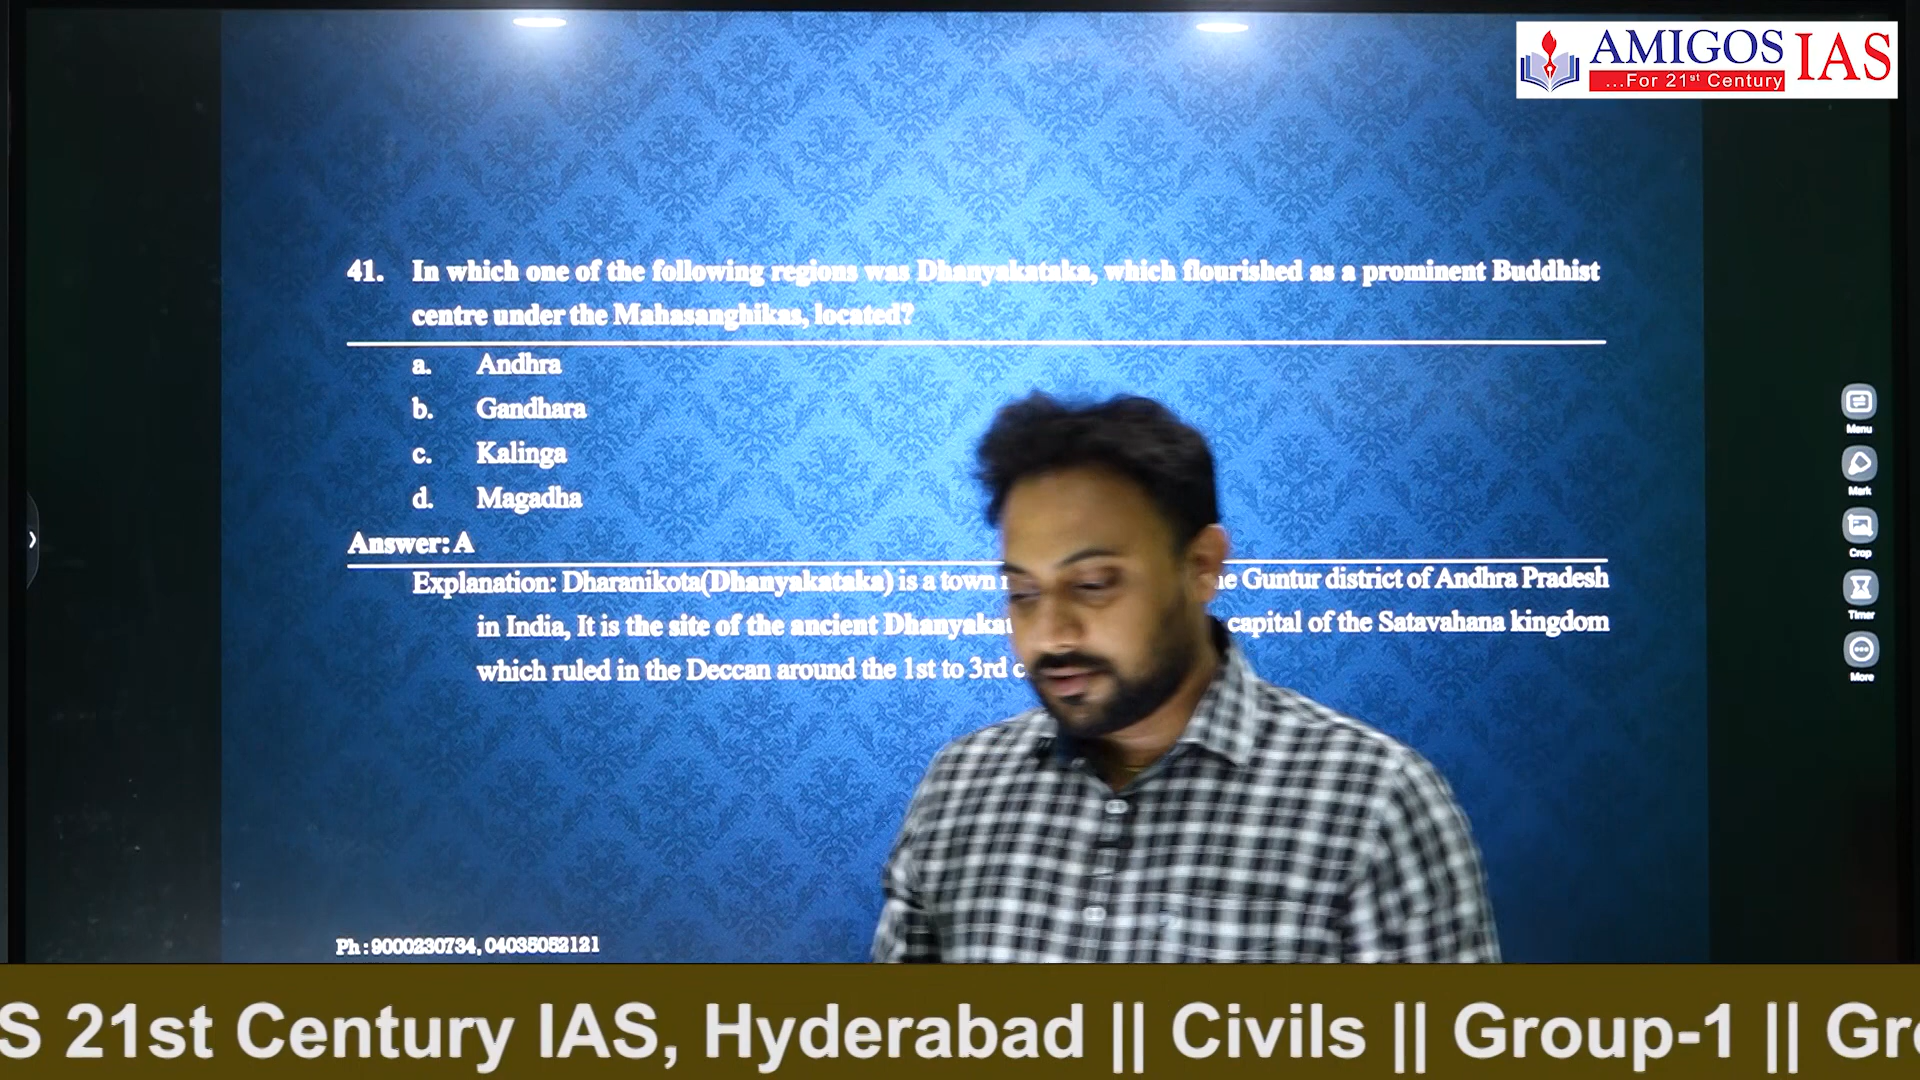 AMIGOS IAS
...For 21st Century
41. In which one of the following regions was Dhanyakataka, which flourished as a prominent Buddhist
centre under the Mahasanghikas, located?
a. Andhra
b. Gandhara
c. Kalinga
d. Magadha
Answer: A
Explanation: Dharanikota(Dhanyakataka) is a town Guntur district of Andhra Pradesh
in India, It is the site of the ancient capital of the Satavahana kingdom
which ruled in the Deccan around the 1st to 3rd
Menu
Mark
Crop
Timer
More
Ph : 9000230734, 04035052121
S 21st Century IAS, Hyderabad || Civils || Group-1 ||